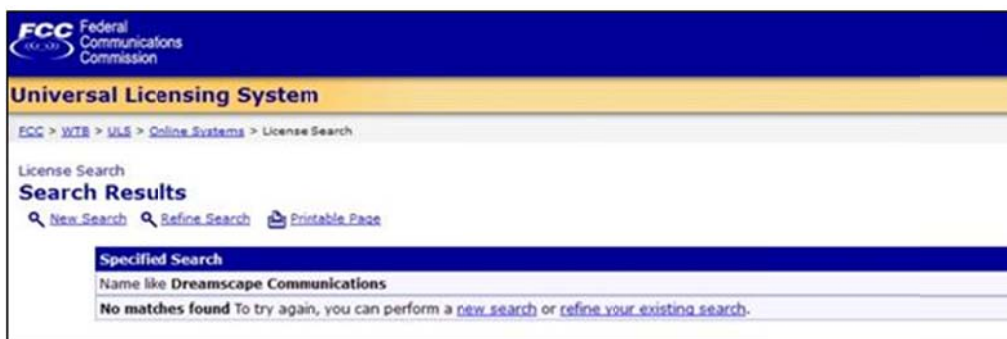 FCC Federal
Communications
Commission
Universal Licensing System
FCC > WTB > ULS > Online Systems > License Search
License Search
Search Results
New Search Refine Search Printable Page
Specified Search
Name like Dreamscape Communications
No matches found To try again, you can perform a new search or refine your existing search.